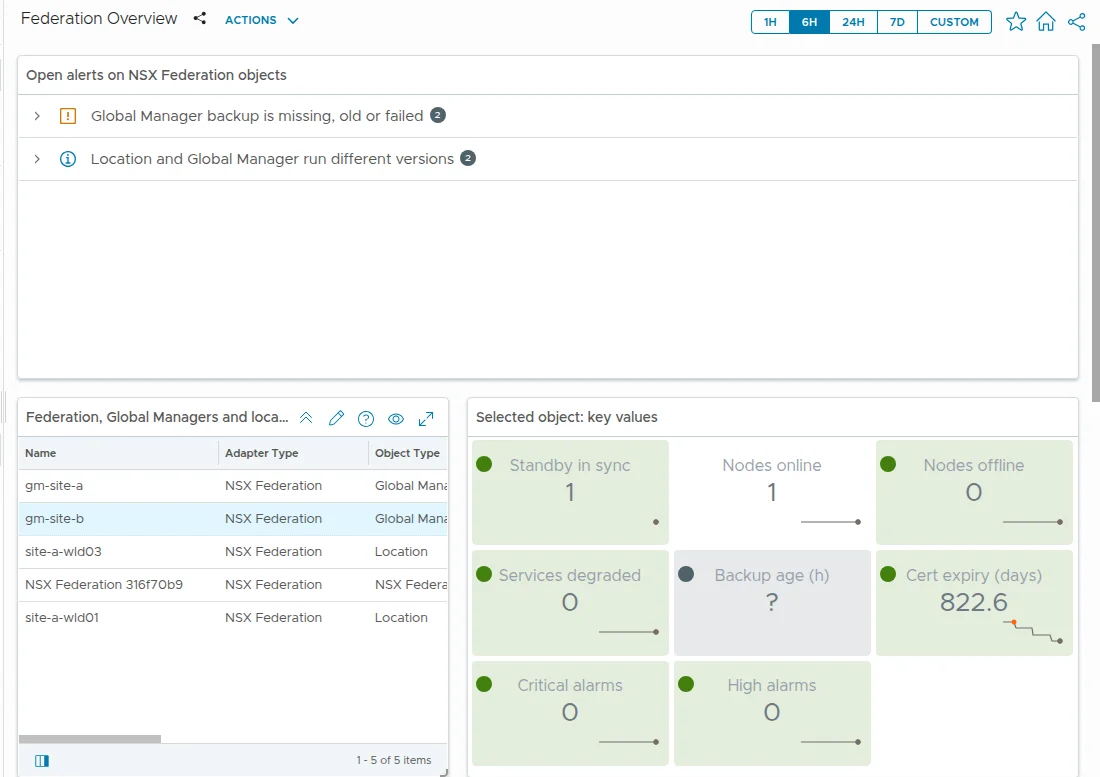 Federation Overview ACTIONS 1H 6H 24H 7D CUSTOM
Open alerts on NSX Federation objects
! Global Manager backup is missing, old or failed 2
i Location and Global Manager run different versions 2
Federation, Global Managers and loca... ?
Name Adapter Type Object Type
gm-site-a NSX Federation Global Mana
gm-site-b NSX Federation Global Mana
site-a-wld03 NSX Federation Location
NSX Federation 316f70b9 NSX Federation NSX Federa
site-a-wld01 NSX Federation Location
1 - 5 of 5 items
Selected object: key values
Standby in sync Nodes online Nodes offline
1 1 0
Services degraded Backup age (h) Cert expiry (days)
0 ? 822.6
Critical alarms High alarms
0 0